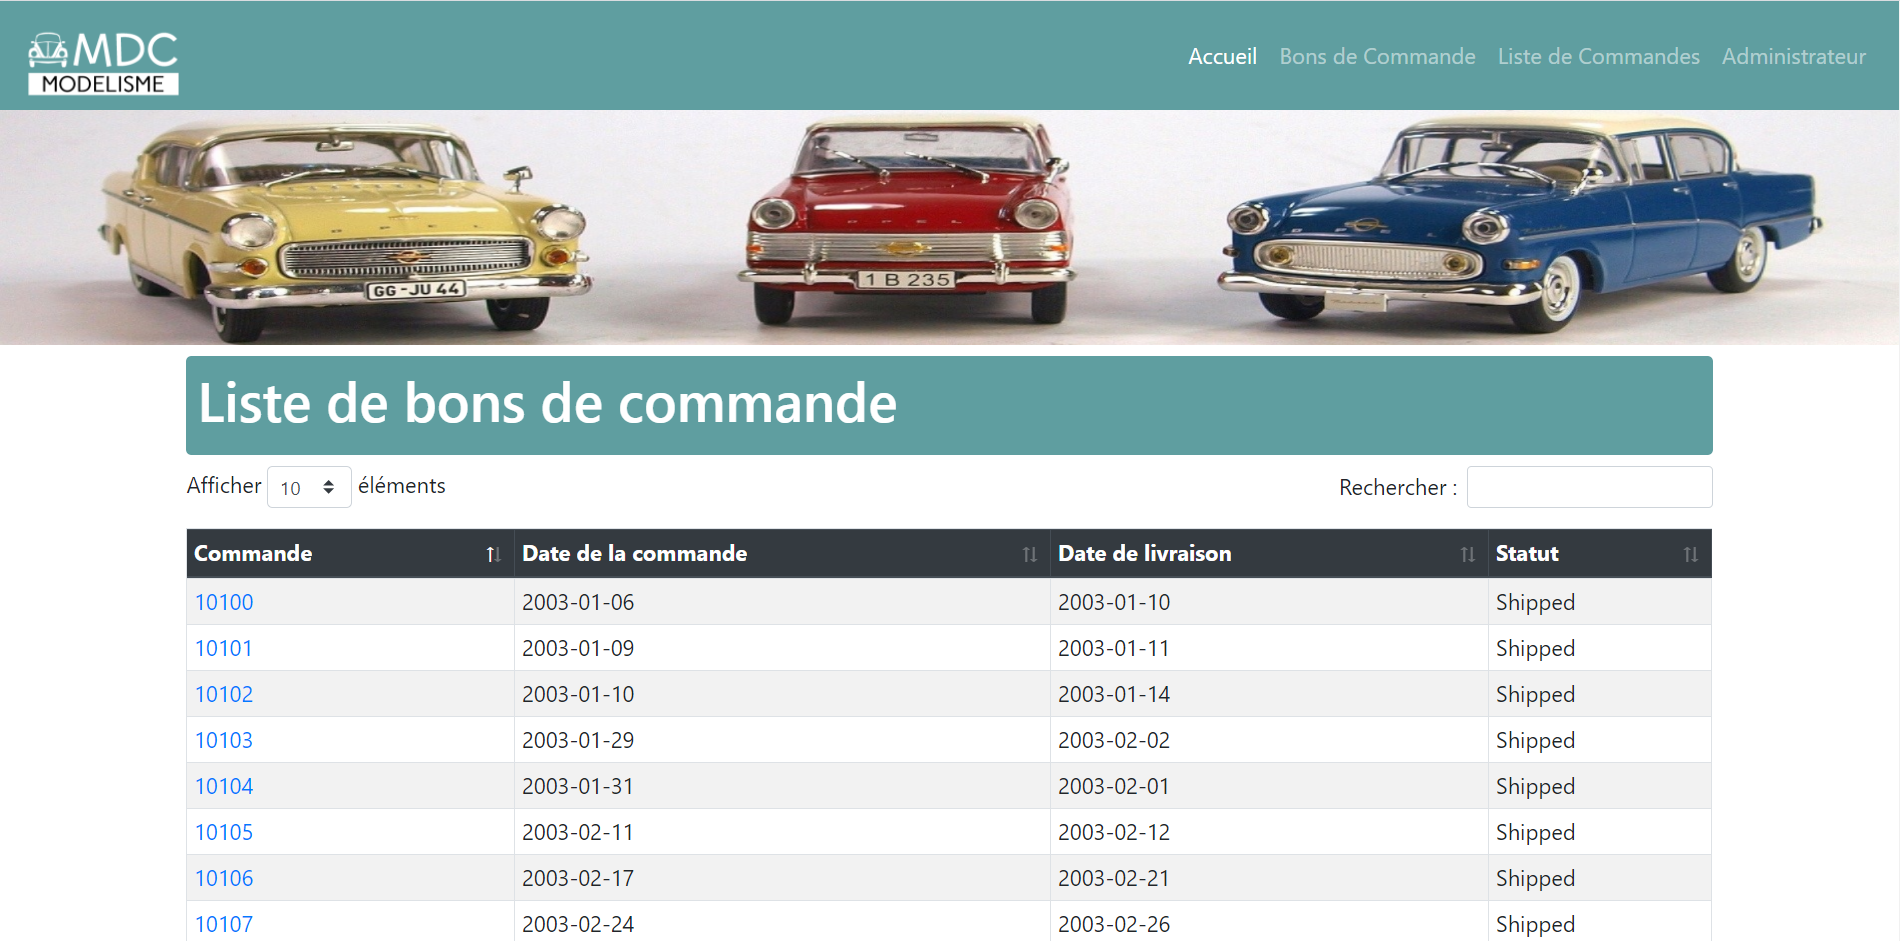 MDC
MODELISME
Accueil Bons de Commande Liste de Commandes Administrateur
OPEL
OPEL
OPEL
GG-JU 44
1 B 235
Liste de bons de commande
Afficher 10 éléments Rechercher :
Commande Date de la commande Date de livraison Statut
10100 2003-01-06 2003-01-10 Shipped
10101 2003-01-09 2003-01-11 Shipped
10102 2003-01-10 2003-01-14 Shipped
10103 2003-01-29 2003-02-02 Shipped
10104 2003-01-31 2003-02-01 Shipped
10105 2003-02-11 2003-02-12 Shipped
10106 2003-02-17 2003-02-21 Shipped
10107 2003-02-24 2003-02-26 Shipped